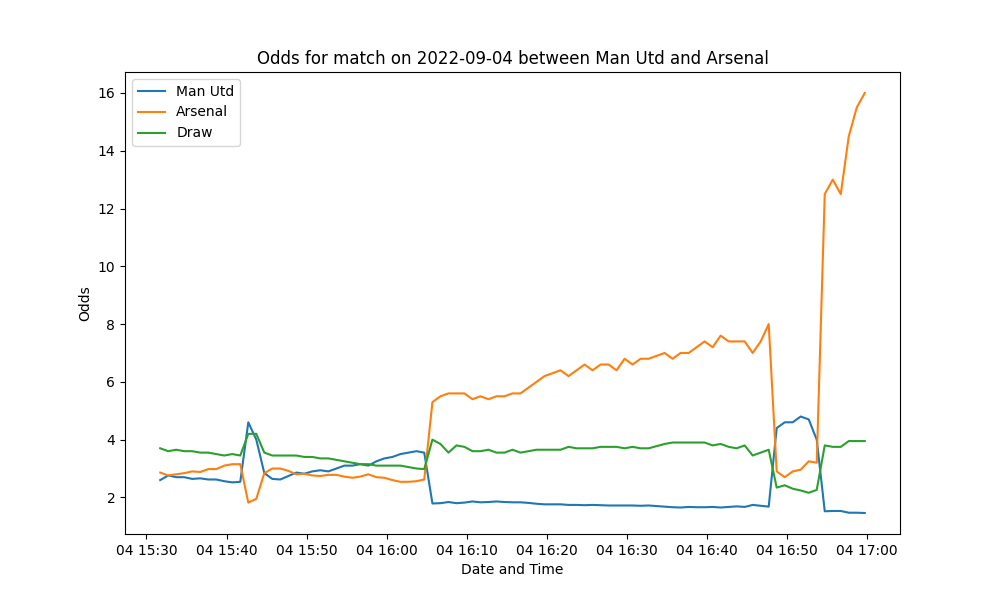 Odds for match on 2022-09-04 between Man Utd and Arsenal
Man Utd
Arsenal
Draw
16
14
12
10
8
6
4
2
Odds
04 15:30 04 15:40 04 15:50 04 16:00 04 16:10 04 16:20 04 16:30 04 16:40 04 16:50 04 17:00
Date and Time